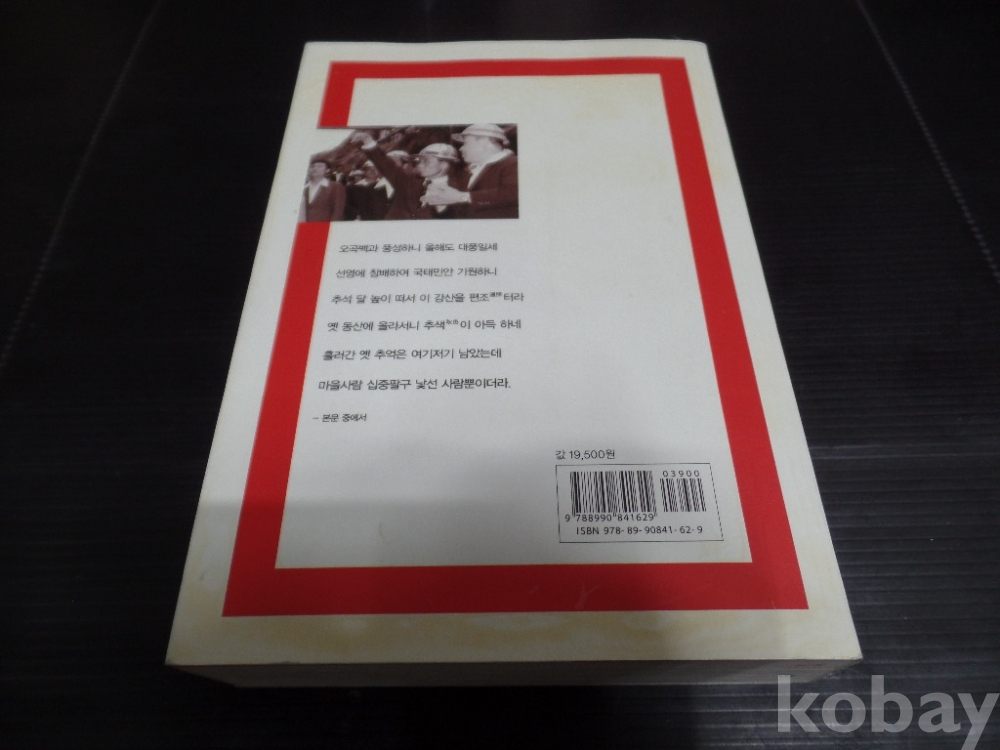 오곡백과 풍성하니 올해도 대풍일세
선영에 참배하여 국태민안 기원하니
추석 달 높이 떠서 이 강산을 편조터라
옛 동산에 올라서니 추색秋色이 아득 하네
흘러간 옛 추억은 여기저기 남았는데
마을사람 십중팔구 낯선 사람뿐이더라.
– 본문 중에서
값 19,500원
03900
9 788990 841629
ISBN 978-89-90841-62-9
kobay